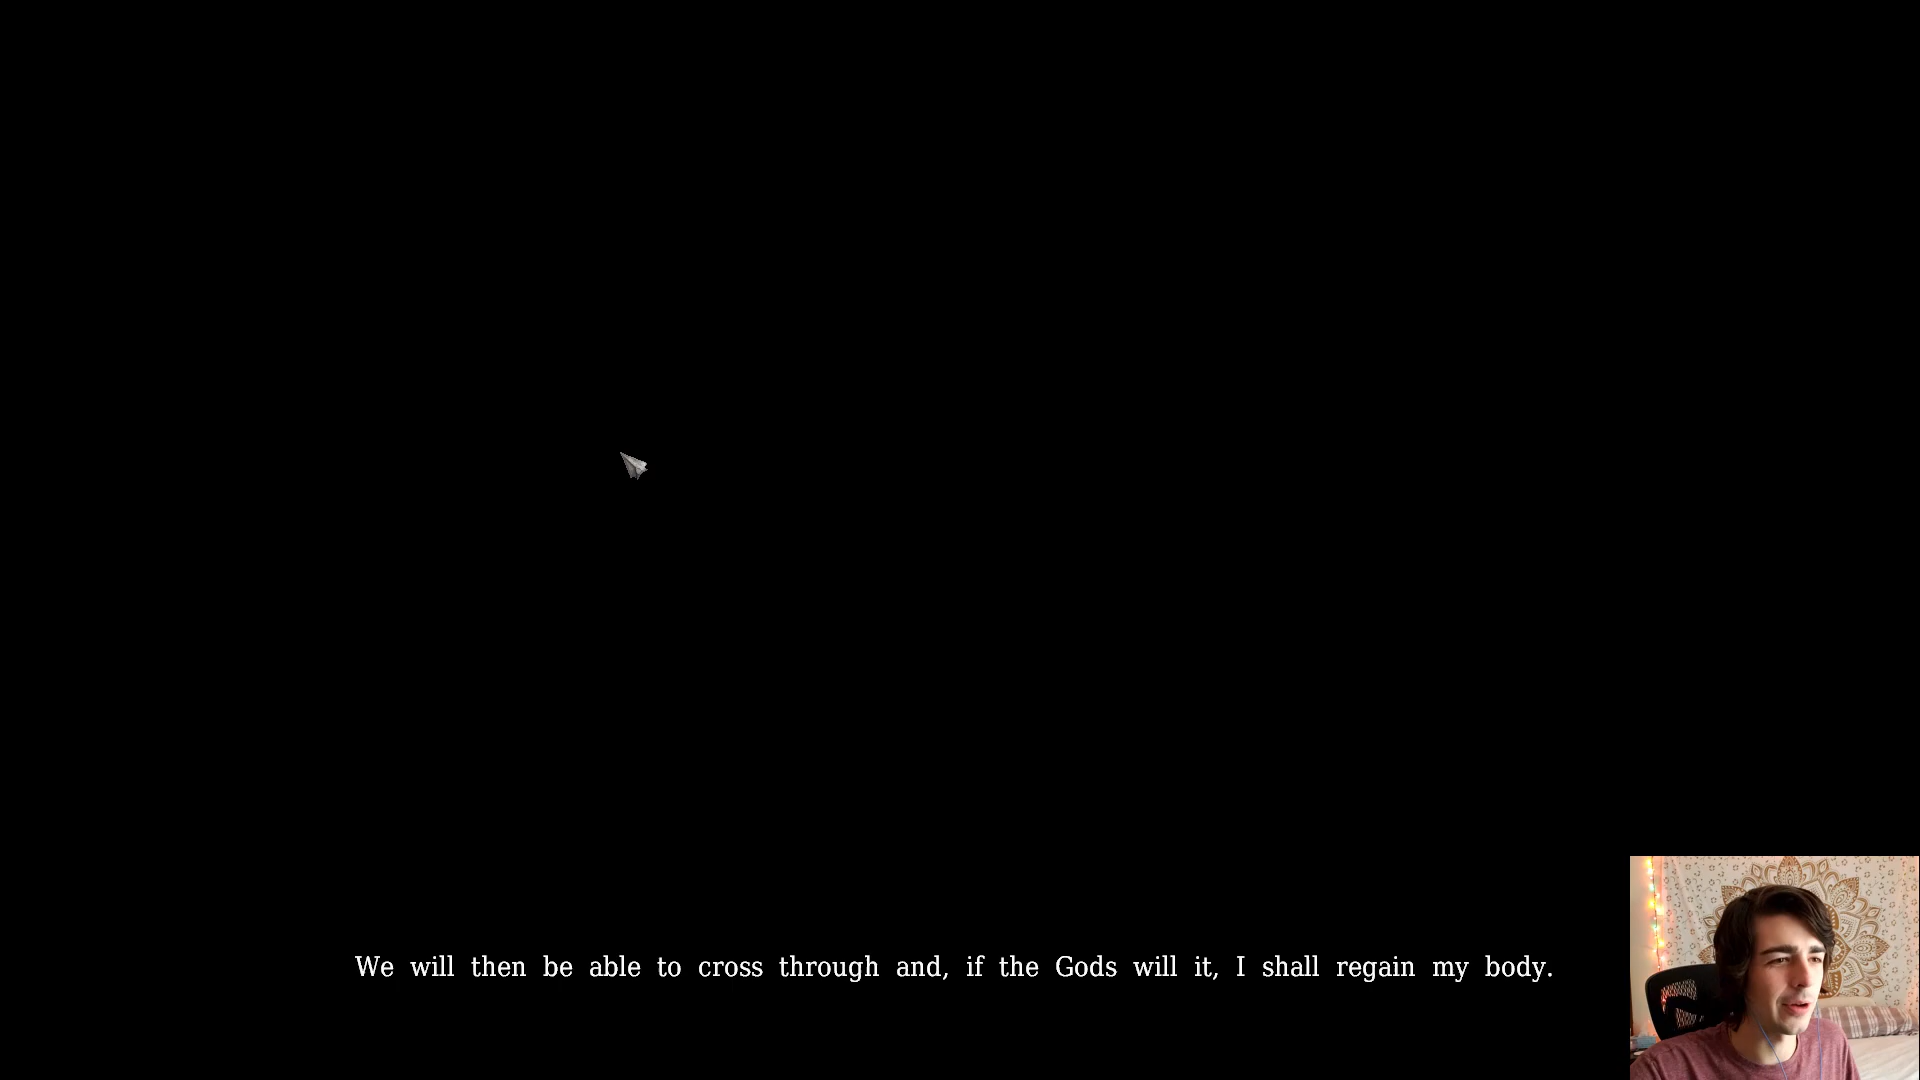 We will then be able to cross through and, if the Gods will it, I shall regain my body.